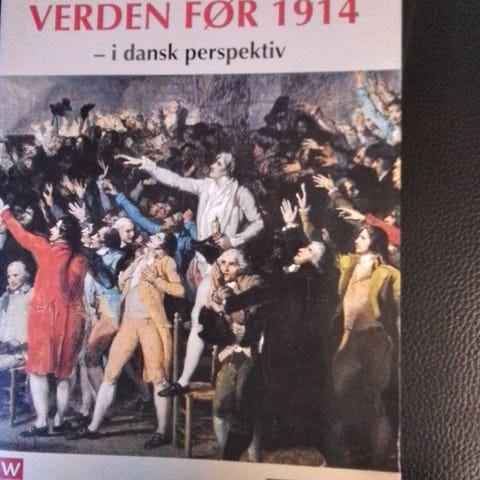 VERDEN FØR 1914
– i dansk perspektiv
W